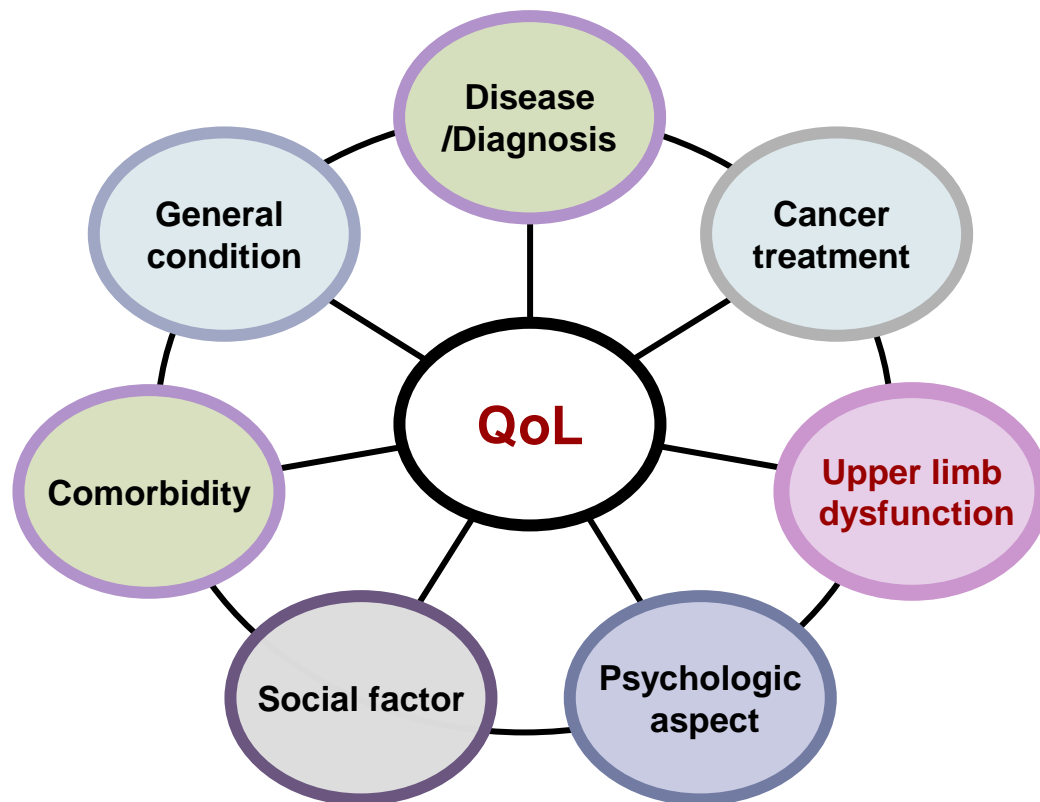 Disease
/Diagnosis
General
condition
Cancer
treatment
QoL
Comorbidity
Upper limb
dysfunction
Social factor
Psychologic
aspect